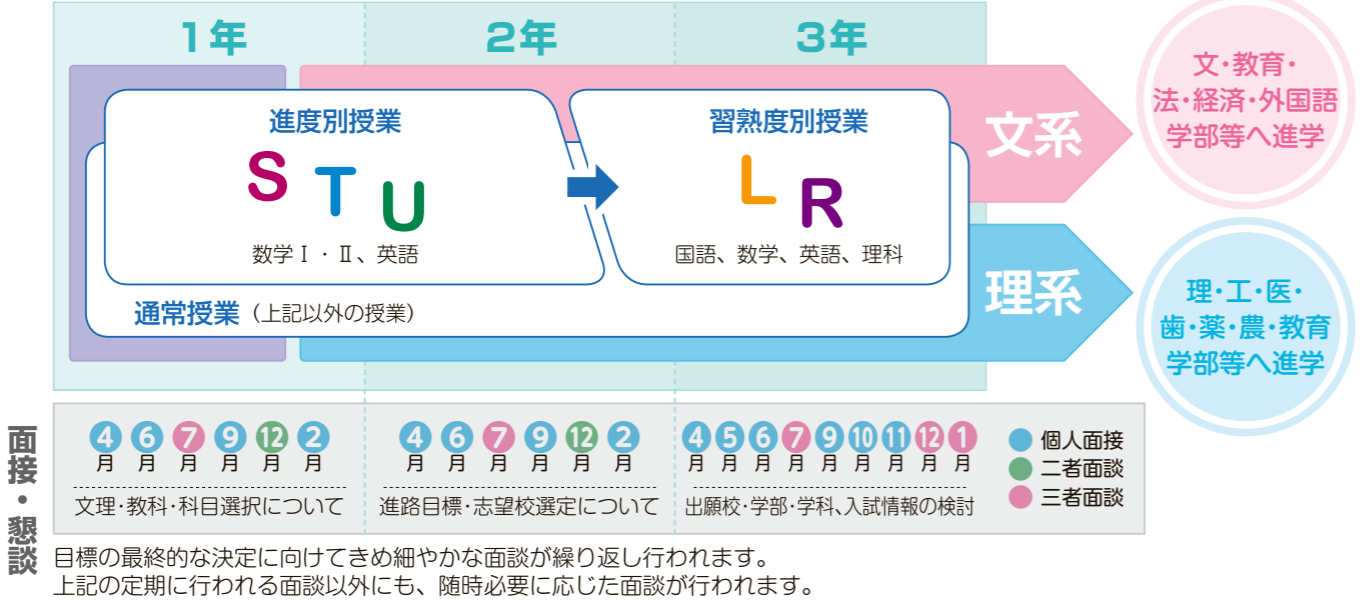 1年
2年
3年
進度別授業
S T U
数学Ⅰ・Ⅱ、英語
習熟度別授業
L R
国語、数学、英語、理科
通常授業（上記以外の授業）
文系
理系
文・教育・
法・経済・外国語
学部等へ進学
理・工・医・
歯・薬・農・教育
学部等へ進学
面接・懇談
4月 6月 7月 9月 12月 2月
文理・教科・科目選択について
4月 6月 7月 9月 12月 2月
進路目標・志望校選定について
4月 5月 6月 7月 9月 10月 11月 12月 1月
出願校・学部・学科、入試情報の検討
個人面接
二者面談
三者面談
目標の最終的な決定に向けてきめ細やかな面談が繰り返し行われます。
上記の定期に行われる面談以外にも、随時必要に応じた面談が行われます。